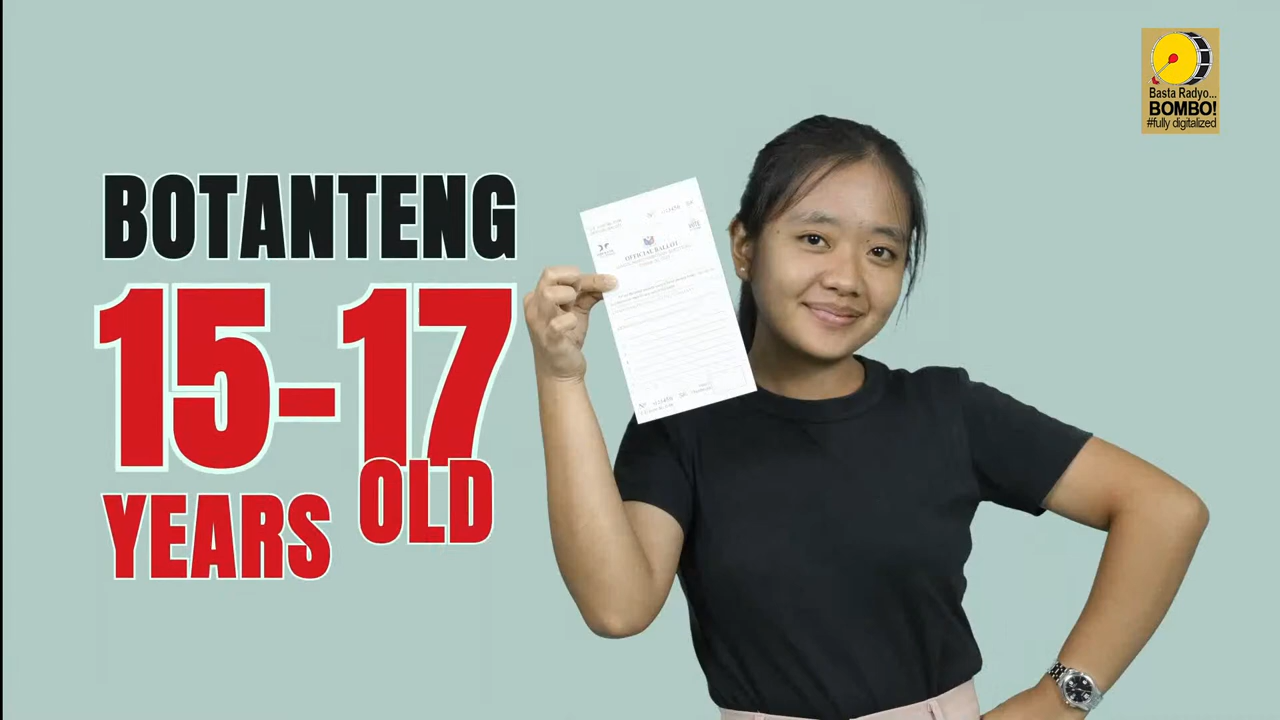 BOTANTENG
15-17
YEARS OLD
OFFICIAL BALLOT
Basta Radyo...
BOMBO!
#fully digitalized